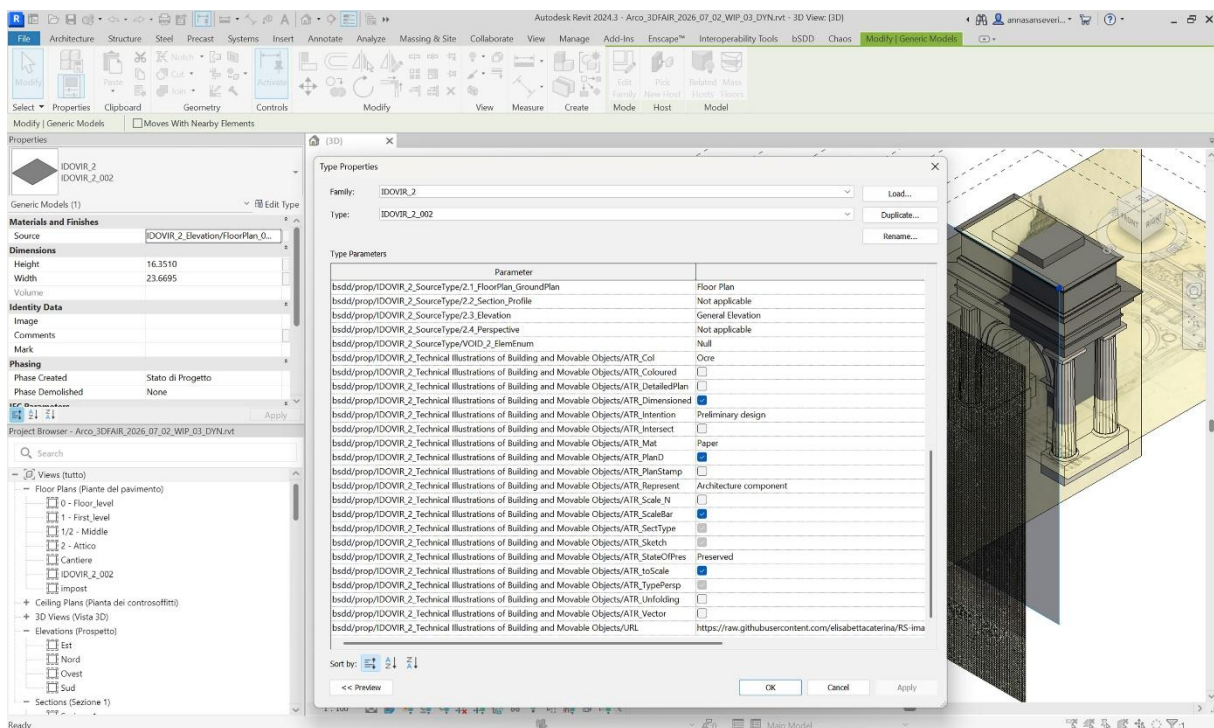 Autodesk Revit 2024.3 - Arco_3DFAIR_2026_07_02_WIP_03_DYN.rvt - 3D View: {3D}
annasanseveri...
File Architecture Structure Steel Precast Systems Insert Annotate Analyze Massing & Site Collaborate View Manage Add-Ins Enscape™ Interoperability Tools bSDD Chaos Modify | Generic Models
Modify Paste Notch Cut Join Activate Edit Family Pick New Host Related Hosts Mass Floors
Select Properties Clipboard Geometry Controls Modify View Measure Create Mode Host Model
Modify | Generic Models Moves With Nearby Elements
Properties
{3D}
IDOVIR_2
IDOVIR_2_002
Generic Models (1) Edit Type
Materials and Finishes
Source IDOVIR_2_Elevation/FloorPlan_0...
Dimensions
Height 16.3510
Width 23.6695
Volume
Identity Data
Image
Comments
Mark
Phasing
Phase Created Stato di Progetto
Phase Demolished None
IFC Parameters
Apply
Project Browser - Arco_3DFAIR_2026_07_02_WIP_03_DYN.rvt
Search
Views (tutto)
Floor Plans (Piante del pavimento)
0 - Floor_level
1 - First_level
1/2 - Middle
2 - Attico
Cantiere
IDOVIR_2_002
impost
Ceiling Plans (Pianta dei controsoffitti)
3D Views (Vista 3D)
Elevations (Prospetto)
Est
Nord
Ovest
Sud
Sections (Sezione 1)
Ready
Type Properties
Family: IDOVIR_2 Load...
Type: IDOVIR_2_002 Duplicate...
Rename...
Type Parameters
Parameter
bsdd/prop/IDOVIR_2_SourceType/2.1_FloorPlan_GroundPlan Floor Plan
bsdd/prop/IDOVIR_2_SourceType/2.2_Section_Profile Not applicable
bsdd/prop/IDOVIR_2_SourceType/2.3_Elevation General Elevation
bsdd/prop/IDOVIR_2_SourceType/2.4_Perspective Not applicable
bsdd/prop/IDOVIR_2_SourceType/VOID_2_ElemEnum Null
bsdd/prop/IDOVIR_2_Technical Illustrations of Building and Movable Objects/ATR_Col Ocre
bsdd/prop/IDOVIR_2_Technical Illustrations of Building and Movable Objects/ATR_Coloured
bsdd/prop/IDOVIR_2_Technical Illustrations of Building and Movable Objects/ATR_DetailedPlan
bsdd/prop/IDOVIR_2_Technical Illustrations of Building and Movable Objects/ATR_Dimensioned
bsdd/prop/IDOVIR_2_Technical Illustrations of Building and Movable Objects/ATR_Intention Preliminary design
bsdd/prop/IDOVIR_2_Technical Illustrations of Building and Movable Objects/ATR_Intersect
bsdd/prop/IDOVIR_2_Technical Illustrations of Building and Movable Objects/ATR_Mat Paper
bsdd/prop/IDOVIR_2_Technical Illustrations of Building and Movable Objects/ATR_PlanD
bsdd/prop/IDOVIR_2_Technical Illustrations of Building and Movable Objects/ATR_PlanStamp
bsdd/prop/IDOVIR_2_Technical Illustrations of Building and Movable Objects/ATR_Represent Architecture component
bsdd/prop/IDOVIR_2_Technical Illustrations of Building and Movable Objects/ATR_Scale_N
bsdd/prop/IDOVIR_2_Technical Illustrations of Building and Movable Objects/ATR_ScaleBar
bsdd/prop/IDOVIR_2_Technical Illustrations of Building and Movable Objects/ATR_SectType
bsdd/prop/IDOVIR_2_Technical Illustrations of Building and Movable Objects/ATR_Sketch
bsdd/prop/IDOVIR_2_Technical Illustrations of Building and Movable Objects/ATR_StateOfPres Preserved
bsdd/prop/IDOVIR_2_Technical Illustrations of Building and Movable Objects/ATR_toScale
bsdd/prop/IDOVIR_2_Technical Illustrations of Building and Movable Objects/ATR_TypePersp
bsdd/prop/IDOVIR_2_Technical Illustrations of Building and Movable Objects/ATR_Unfolding
bsdd/prop/IDOVIR_2_Technical Illustrations of Building and Movable Objects/ATR_Vector
bsdd/prop/IDOVIR_2_Technical Illustrations of Building and Movable Objects/URL https://raw.githubusercontent.com/elisabettacaterina/RS-ima
Sort by:
<< Preview OK Cancel Apply
FRONT RIGHT
Main Model